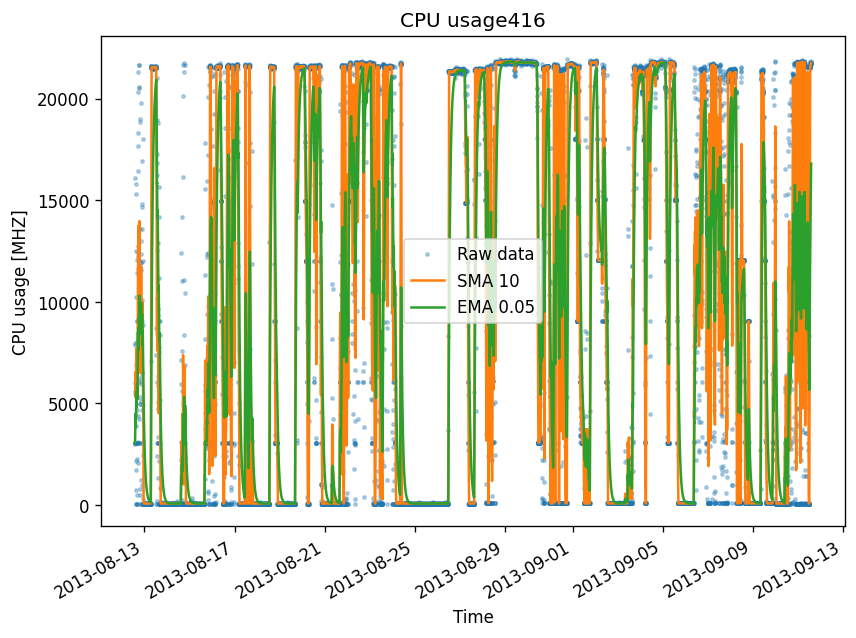 CPU usage416
CPU usage [MHZ]
20000
15000
10000
5000
0
Raw data
SMA 10
EMA 0.05
2013-08-13
2013-08-17
2013-08-21
2013-08-25
2013-08-29
2013-09-01
2013-09-05
2013-09-09
2013-09-13
Time